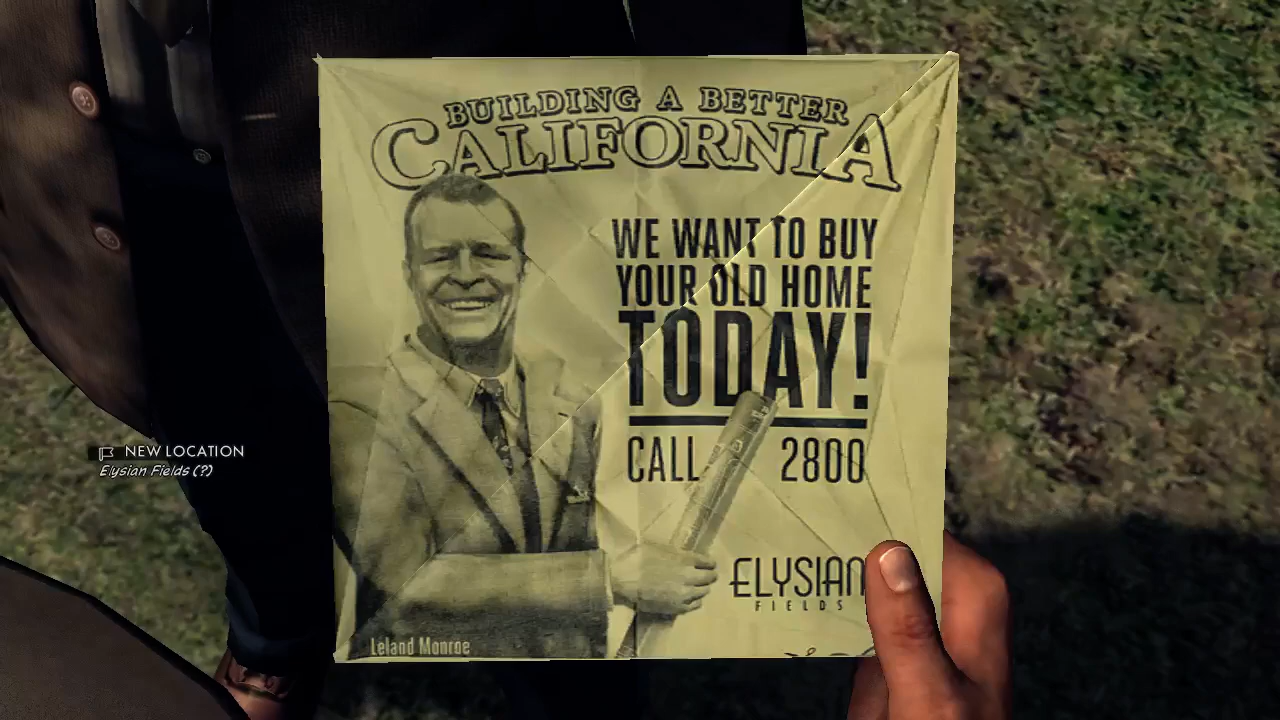 BUILDING A BETTER
CALIFORNIA
WE WANT TO BUY
YOUR OLD HOME
TODAY!
CALL 2800
ELYSIAN
FIELDS
Leland Monroe
NEW LOCATION
Elysian Fields (?)